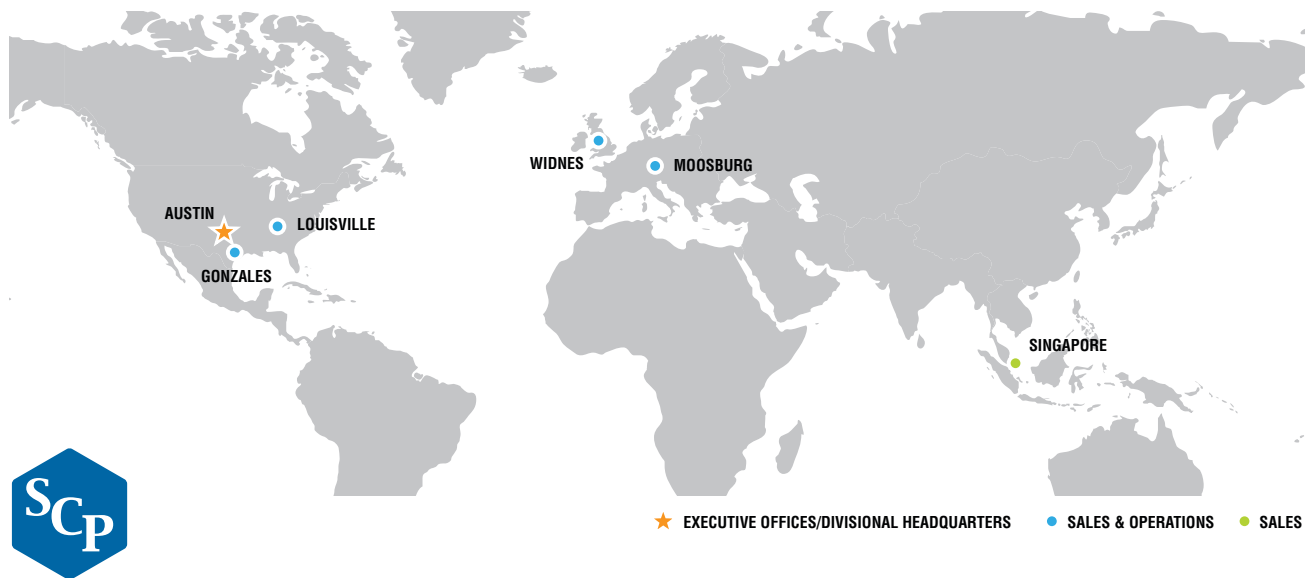 WIDNES
MOOSBURG
AUSTIN
LOUISVILLE
GONZALES
SINGAPORE
SCP
EXECUTIVE OFFICES/DIVISIONAL HEADQUARTERS
SALES & OPERATIONS
SALES